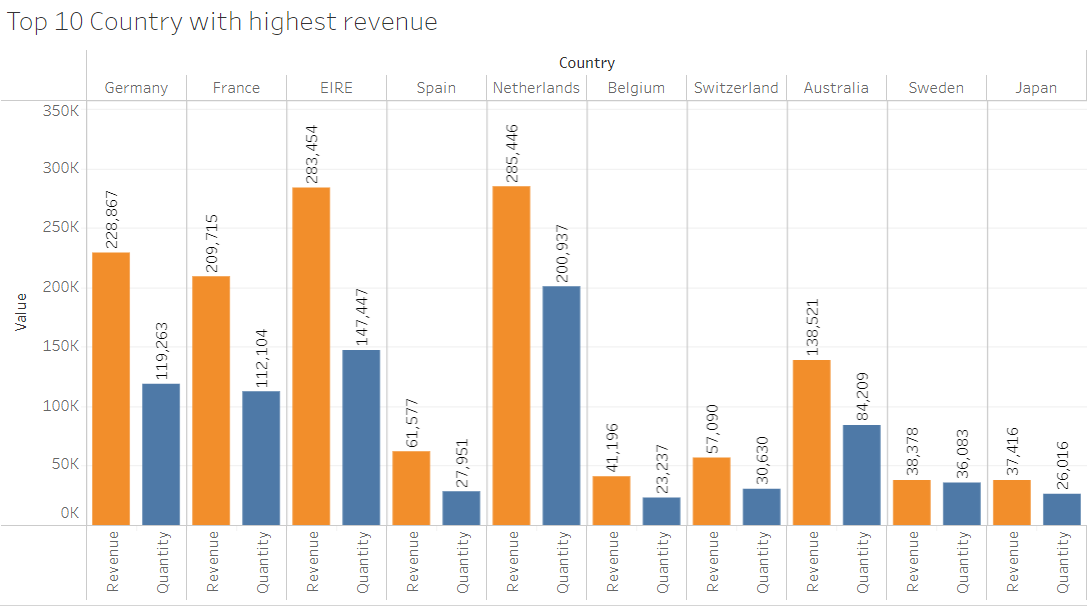 Top 10 Country with highest revenue
Country
Germany France EIRE Spain Netherlands Belgium Switzerland Australia Sweden Japan
Value
350K
300K
250K
200K
150K
100K
50K
0K
228,867
119,263
209,715
112,104
283,454
147,447
61,577
27,951
285,446
200,937
41,196
23,237
57,090
30,630
138,521
84,209
38,378
36,083
37,416
26,016
Revenue
Quantity
Revenue
Quantity
Revenue
Quantity
Revenue
Quantity
Revenue
Quantity
Revenue
Quantity
Revenue
Quantity
Revenue
Quantity
Revenue
Quantity
Revenue
Quantity